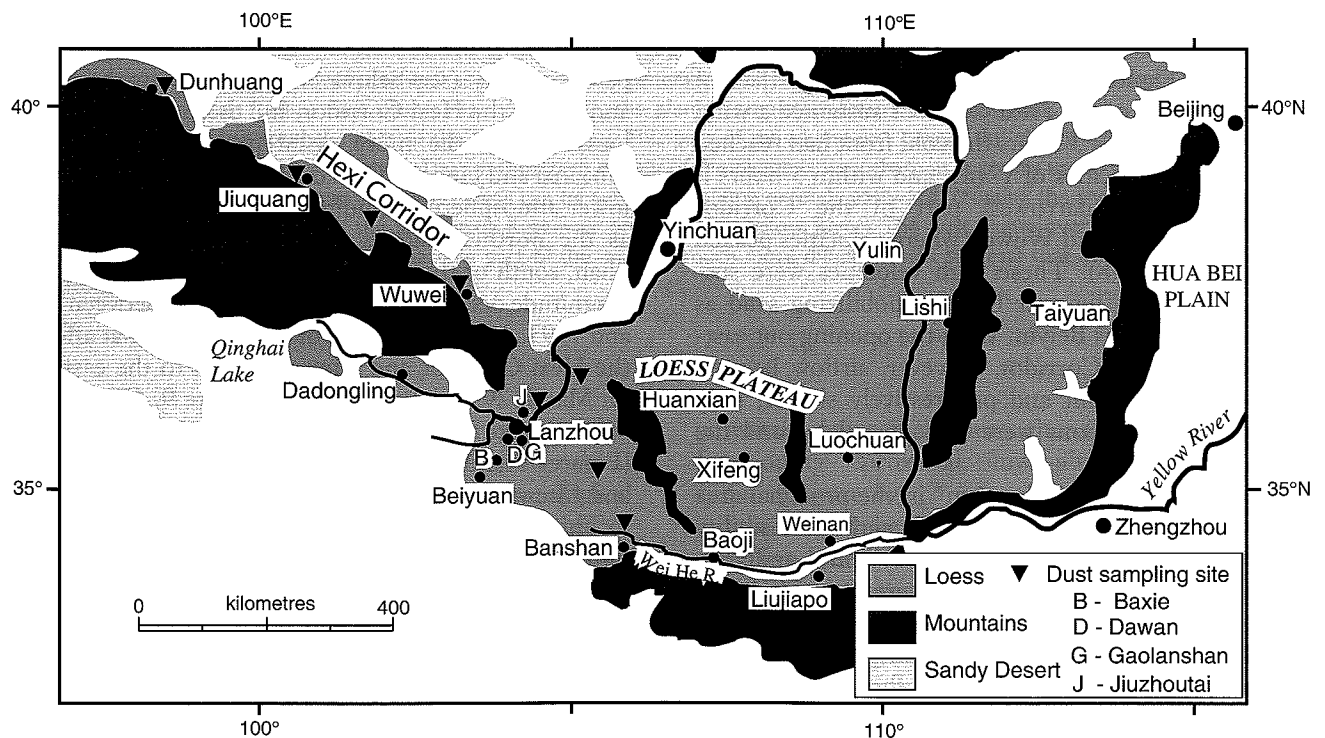 100°E
110°E
40°
40°N
Dunhuang
Beijing
Hexi Corridor
Jiuquang
Yinchuan
Yulin
HUA BEI
PLAIN
Wuwei
Lishi
Taiyuan
Qinghai
Lake
LOESS PLATEAU
Dadongling
J
Huanxian
Lanzhou
Luochuan
B
D
G
Xifeng
Yellow River
35°
35°N
Beiyuan
Weinan
Zhengzhou
Banshan
Baoji
Wei He R.
Liujiapo
0 kilometres 400
Loess
Dust sampling site
B - Baxie
Mountains
D - Dawan
G - Gaolanshan
Sandy Desert
J - Jiuzhoutai
100°
110°